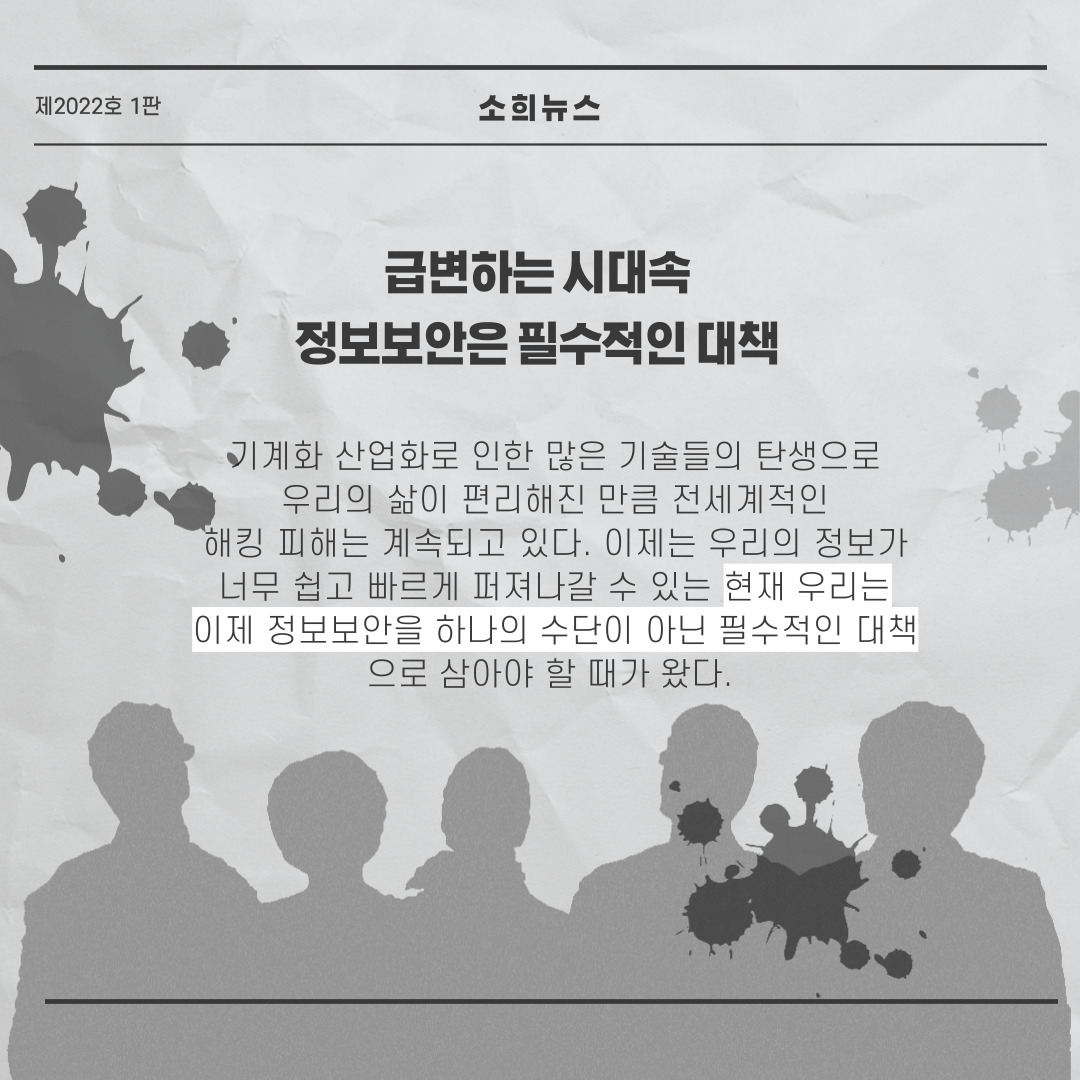 제2022호 1판
소희뉴스
급변하는 시대속
정보보안은 필수적인 대책
기계화 산업화로 인한 많은 기술들의 탄생으로
우리의 삶이 편리해진 만큼 전세계적인
해킹 피해는 계속되고 있다. 이제는 우리의 정보가
너무 쉽고 빠르게 퍼져나갈 수 있는 현재 우리는
이제 정보보안을 하나의 수단이 아닌 필수적인 대책
으로 삼아야 할 때가 왔다.